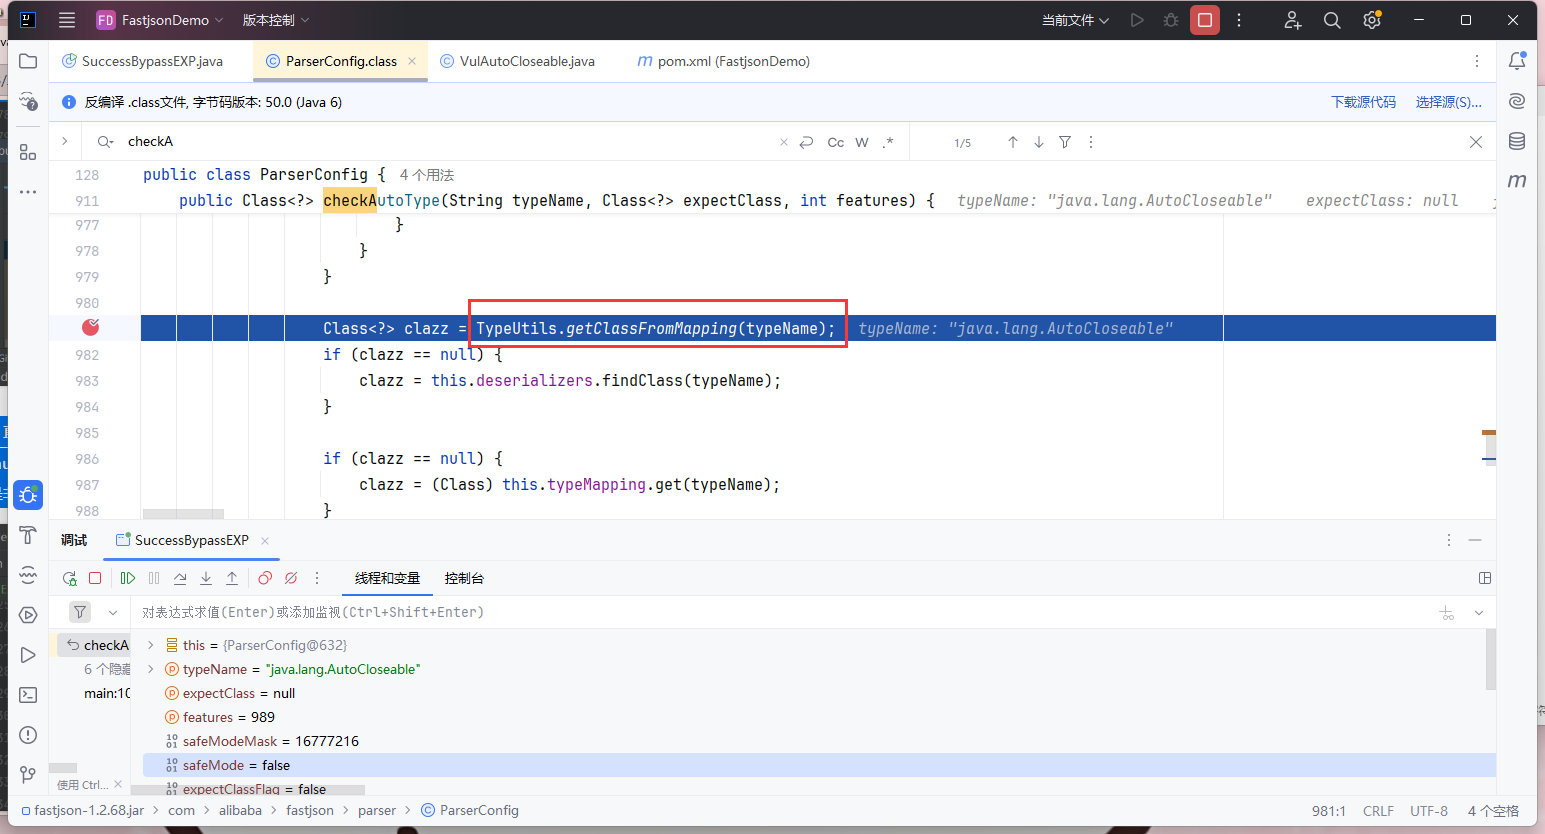 FD FastjsonDemo 版本控制 当前文件
SuccessBypassEXP.java ParserConfig.class VulAutoCloseable.java pom.xml (FastjsonDemo)
反编译 .class文件, 字节码版本: 50.0 (Java 6) 下载源代码 选择源(S)...
checkA Cc W .* 1/5
128 public class ParserConfig { 4 个用法
911 public Class<?> checkAutoType(String typeName, Class<?> expectClass, int features) { typeName: "java.lang.AutoCloseable" expectClass: null
977 }
978 }
979 }
980
Class<?> clazz = TypeUtils.getClassFromMapping(typeName); typeName: "java.lang.AutoCloseable"
982 if (clazz == null) {
983 clazz = this.deserializers.findClass(typeName);
984 }
985
986 if (clazz == null) {
987 clazz = (Class) this.typeMapping.get(typeName);
988 }
调试 SuccessBypassEXP
线程和变量 控制台
对表达式求值(Enter)或添加监视(Ctrl+Shift+Enter)
checkA this = {ParserConfig@632}
6 个隐藏 typeName = "java.lang.AutoCloseable"
main:10 expectClass = null
features = 989
safeModeMask = 16777216
safeMode = false
使用 Ctrl... expectClassFlag = false
fastjson-1.2.68.jar com alibaba fastjson parser ParserConfig 981:1 CRLF UTF-8 4 个空格